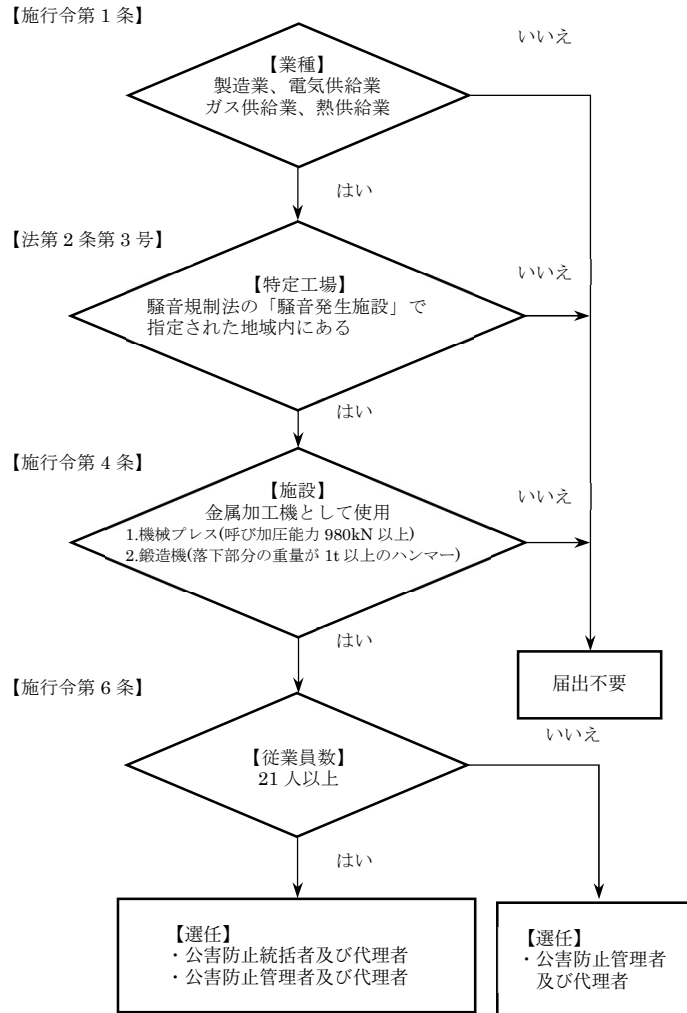 【施行令第 1 条】
いいえ
【業種】
製造業、電気供給業
ガス供給業、熱供給業
はい
【法第 2 条第 3 号】
いいえ
【特定工場】
騒音規制法の「騒音発生施設」で
指定された地域内にある
はい
【施行令第 4 条】
いいえ
【施設】
金属加工機として使用
1.機械プレス(呼び加圧能力 980kN 以上)
2.鍛造機(落下部分の重量が 1t 以上のハンマー)
はい
【施行令第 6 条】
届出不要
いいえ
【従業員数】
21 人以上
はい
【選任】
・公害防止統括者及び代理者
・公害防止管理者及び代理者
【選任】
・公害防止管理者
及び代理者